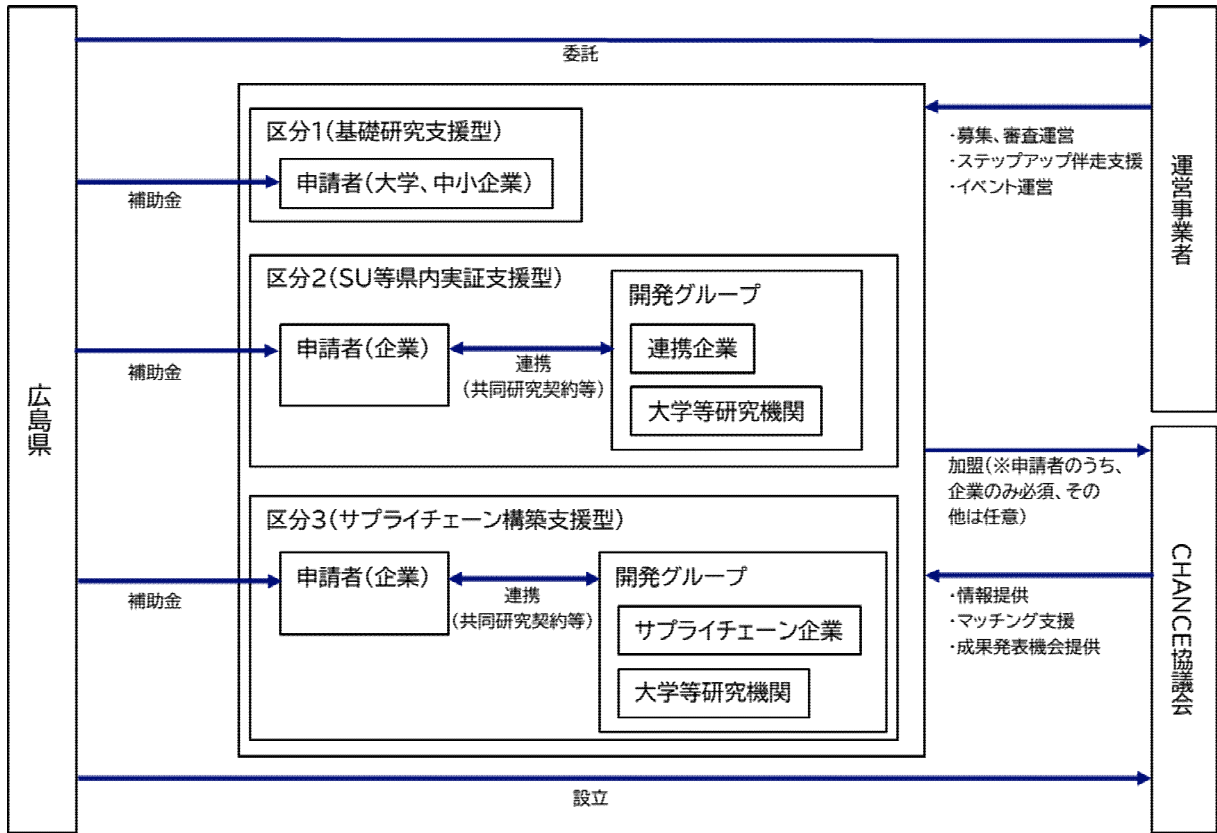 広島県
委託
運営事業者
・募集、審査運営
・ステップアップ伴走支援
・イベント運営
区分1(基礎研究支援型)
申請者(大学、中小企業)
補助金
区分2(SU等県内実証支援型)
申請者(企業)
補助金
連携
(共同研究契約等)
開発グループ
連携企業
大学等研究機関
区分3(サプライチェーン構築支援型)
申請者(企業)
補助金
連携
(共同研究契約等)
開発グループ
サプライチェーン企業
大学等研究機関
加盟(※申請者のうち、
企業のみ必須、その
他は任意)
CHANCE協議会
・情報提供
・マッチング支援
・成果発表機会提供
設立